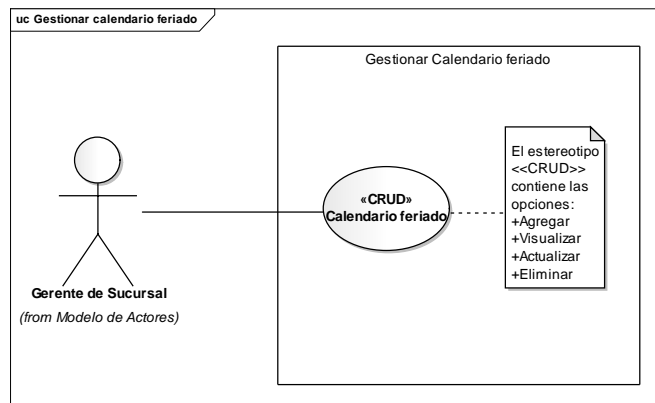 uc Gestionar calendario feriado
Gestionar Calendario feriado
El estereotipo
<<CRUD>>
contiene las
opciones:
+Agregar
+Visualizar
+Actualizar
+Eliminar
«CRUD»
Calendario feriado
Gerente de Sucursal
(from Modelo de Actores)